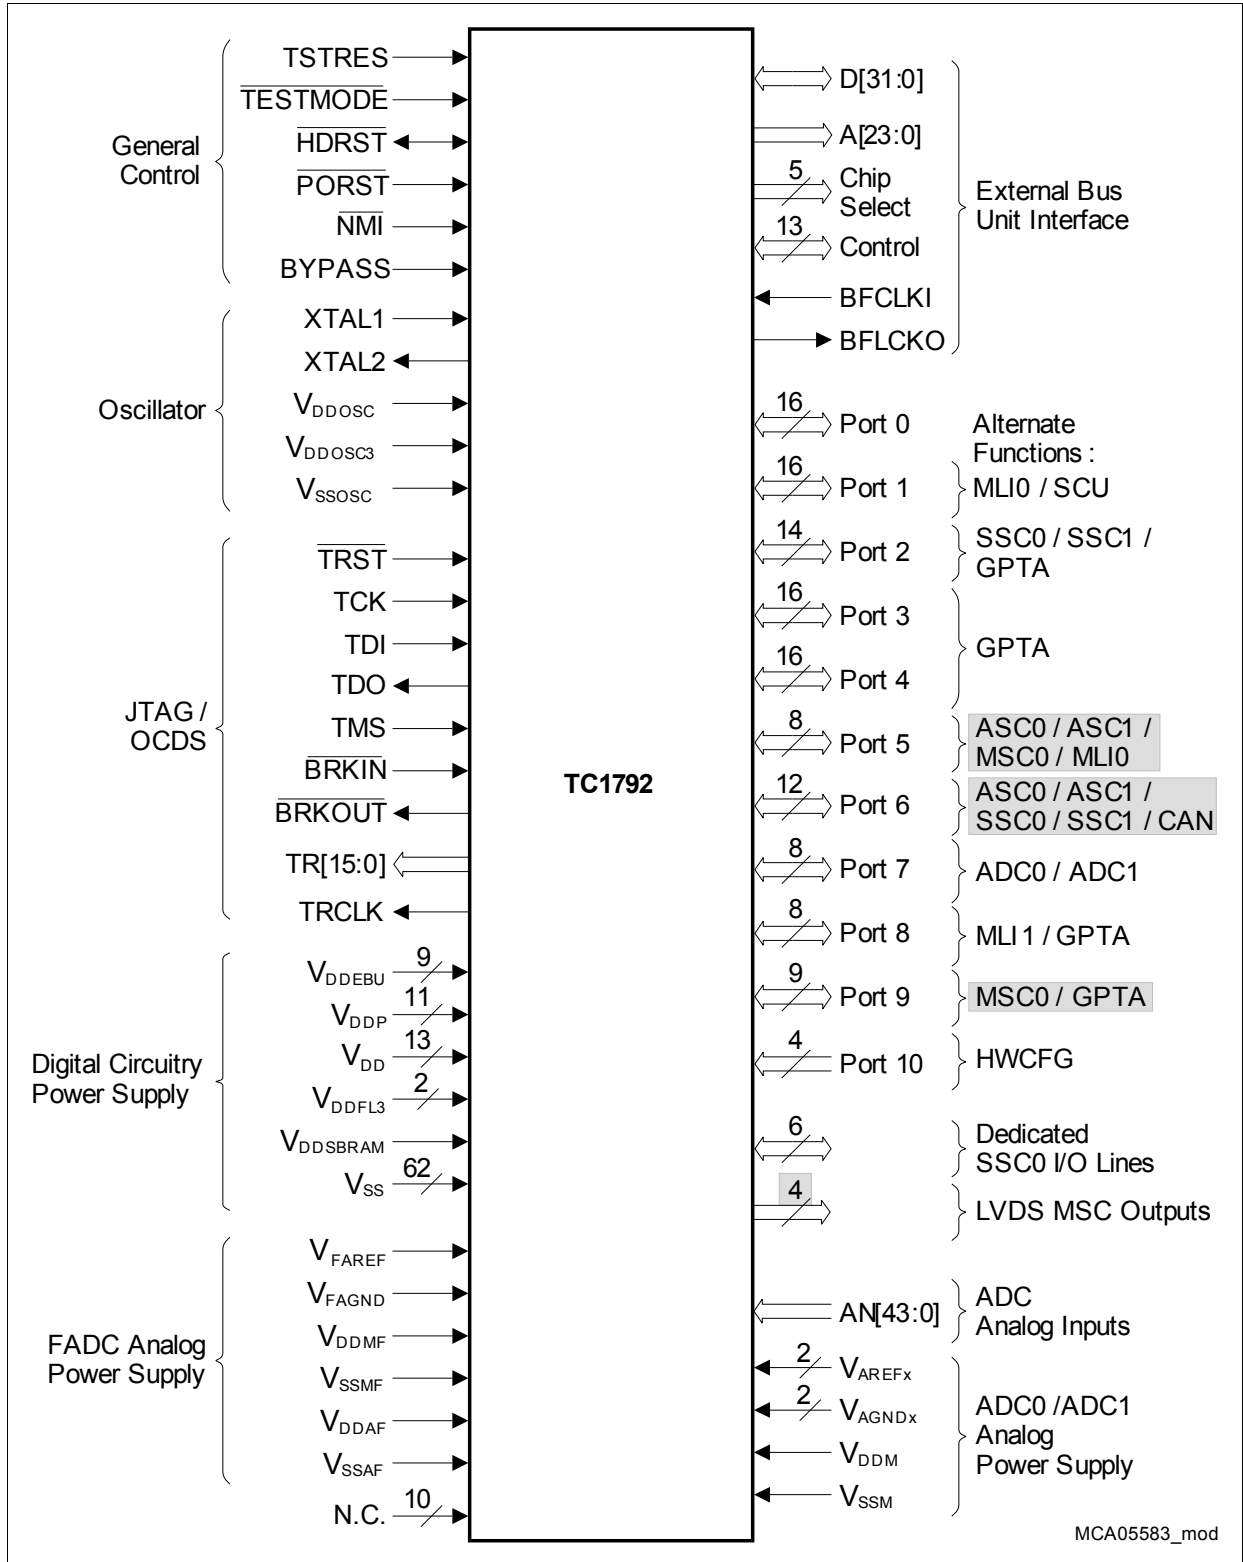 TSTRES
TESTMODE
HDRST
PORST
NMI
BYPASS
General
Control
XTAL1
XTAL2
VDDOSC
VDDOSC3
VSSOSC
Oscillator
TRST
TCK
TDI
TDO
TMS
BRKIN
BRKOUT
TR[15:0]
TRCLK
JTAG /
OCDS
VDDEBU 9
VDDP 11
VDD 13
VDDFL3 2
VDDSBRAM
VSS 62
Digital Circuitry
Power Supply
VFAREF
VFAGND
VDDMF
VSSMF
VDDAF
VSSAF
FADC Analog
Power Supply
N.C. 10
TC1792
D[31:0]
A[23:0]
5 Chip
Select
13 Control
BFCLKI
BFLCKO
External Bus
Unit Interface
Alternate
Functions :
16 Port 0
16 Port 1
MLI0 / SCU
14 Port 2
SSC0 / SSC1 /
GPTA
16 Port 3
16 Port 4
GPTA
8 Port 5
ASC0 / ASC1 /
MSC0 / MLI0
12 Port 6
ASC0 / ASC1 /
SSC0 / SSC1 / CAN
8 Port 7
ADC0 / ADC1
8 Port 8
MLI1 / GPTA
9 Port 9
MSC0 / GPTA
4 Port 10
HWCFG
6
Dedicated
SSC0 I/O Lines
4
LVDS MSC Outputs
AN[43:0]
ADC
Analog Inputs
2 VAREFx
2 VAGNDx
VDDM
VSSM
ADC0 /ADC1
Analog
Power Supply
MCA05583_mod